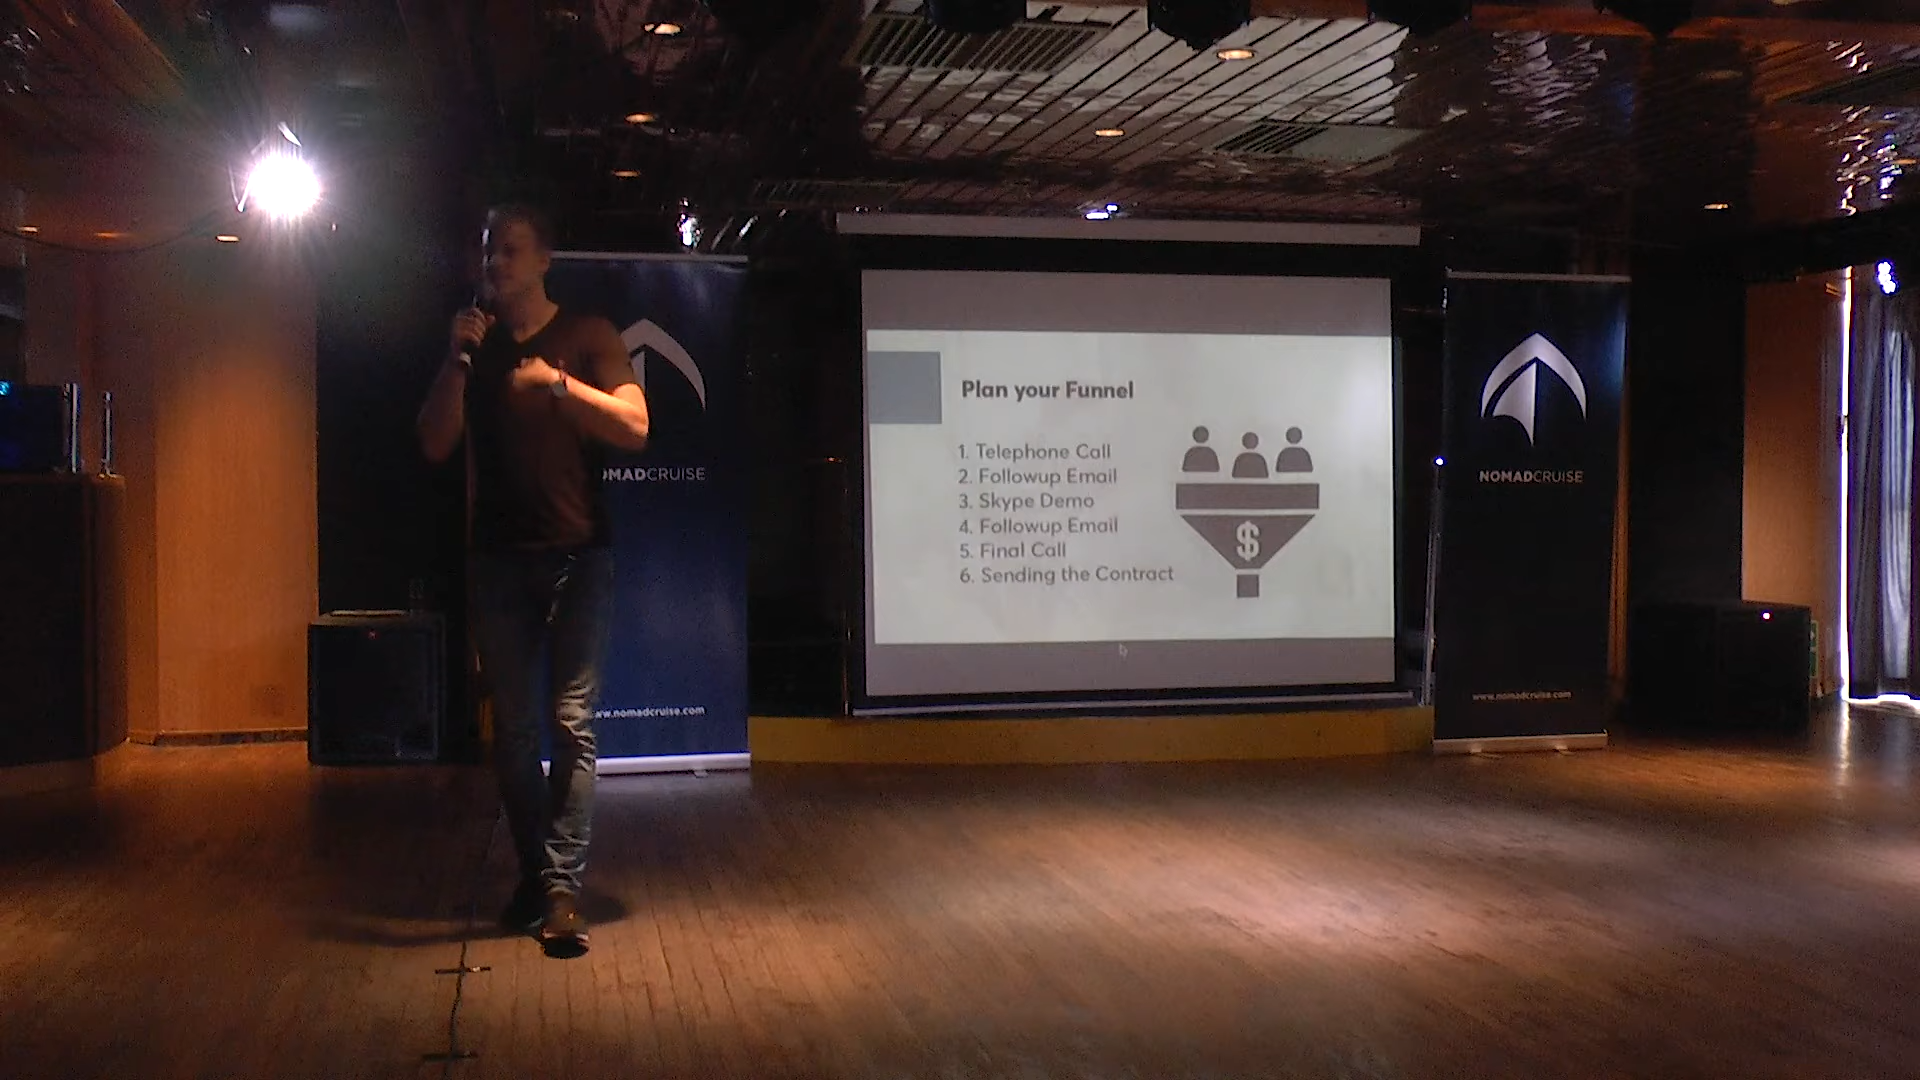 Plan your Funnel
1. Telephone Call
2. Followup Email
3. Skype Demo
4. Followup Email
5. Final Call
6. Sending the Contract
$
OMADCRUISE
www.nomadcruise.com
NOMADCRUISE
www.nomadcruise.com